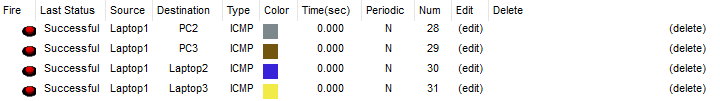 Fire Last Status Source Destination Type Color Time(sec) Periodic Num Edit Delete
Successful Laptop1 PC2 ICMP 0.000 N 28 (edit) (delete)
Successful Laptop1 PC3 ICMP 0.000 N 29 (edit) (delete)
Successful Laptop1 Laptop2 ICMP 0.000 N 30 (edit) (delete)
Successful Laptop1 Laptop3 ICMP 0.000 N 31 (edit) (delete)